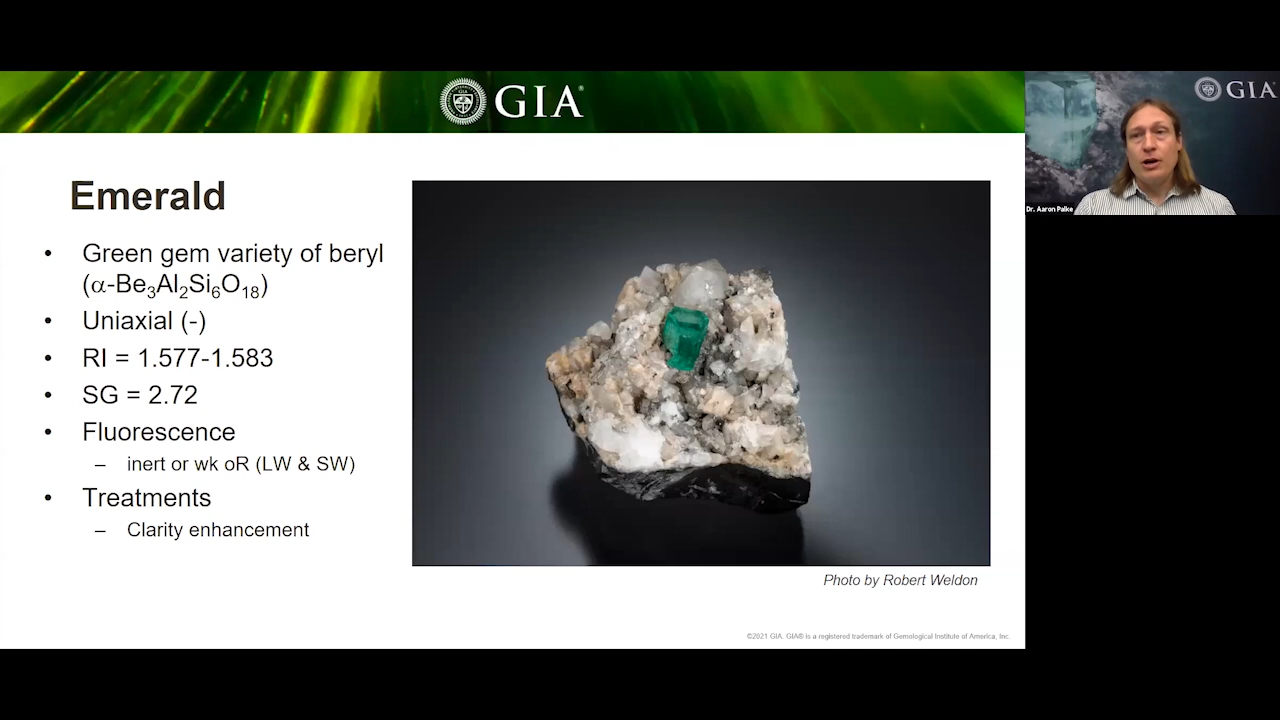 GIA®
GIA
Dr. Aaron Palke
Emerald
• Green gem variety of beryl
(α-Be₃Al₂Si₆O₁₈)
• Uniaxial (-)
• RI = 1.577-1.583
• SG = 2.72
• Fluorescence
– inert or wk oR (LW & SW)
• Treatments
– Clarity enhancement
Photo by Robert Weldon
©2021 GIA. GIA® is a registered trademark of Gemological Institute of America, Inc.